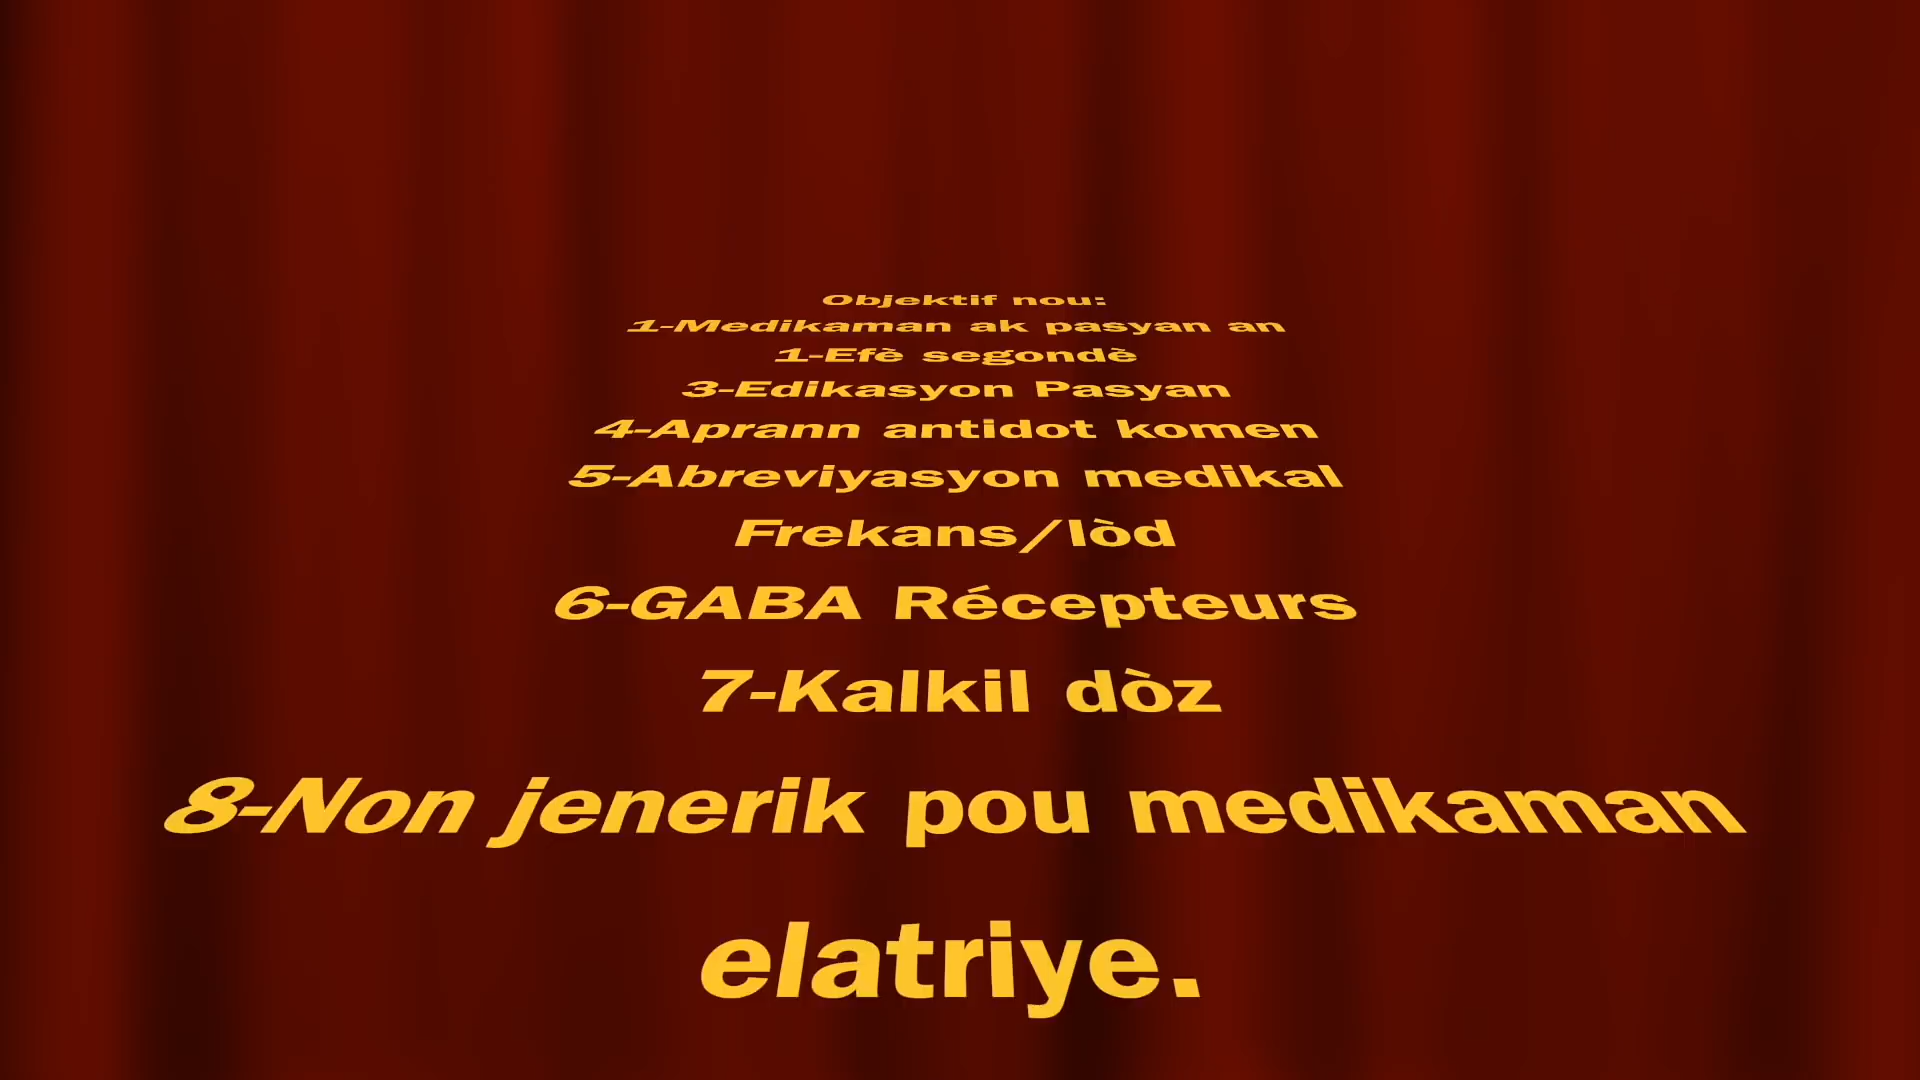 Objektif nou:
1-Medikaman ak pasyan an
1-Efè segondè
3-Edikasyon Pasyan
4-Aprann antidot komen
5-Abreviyasyon medikal
Frekans/lòd
6-GABA Récepteurs
7-Kalkil dòz
8-Non jenerik pou medikaman
elatriye.